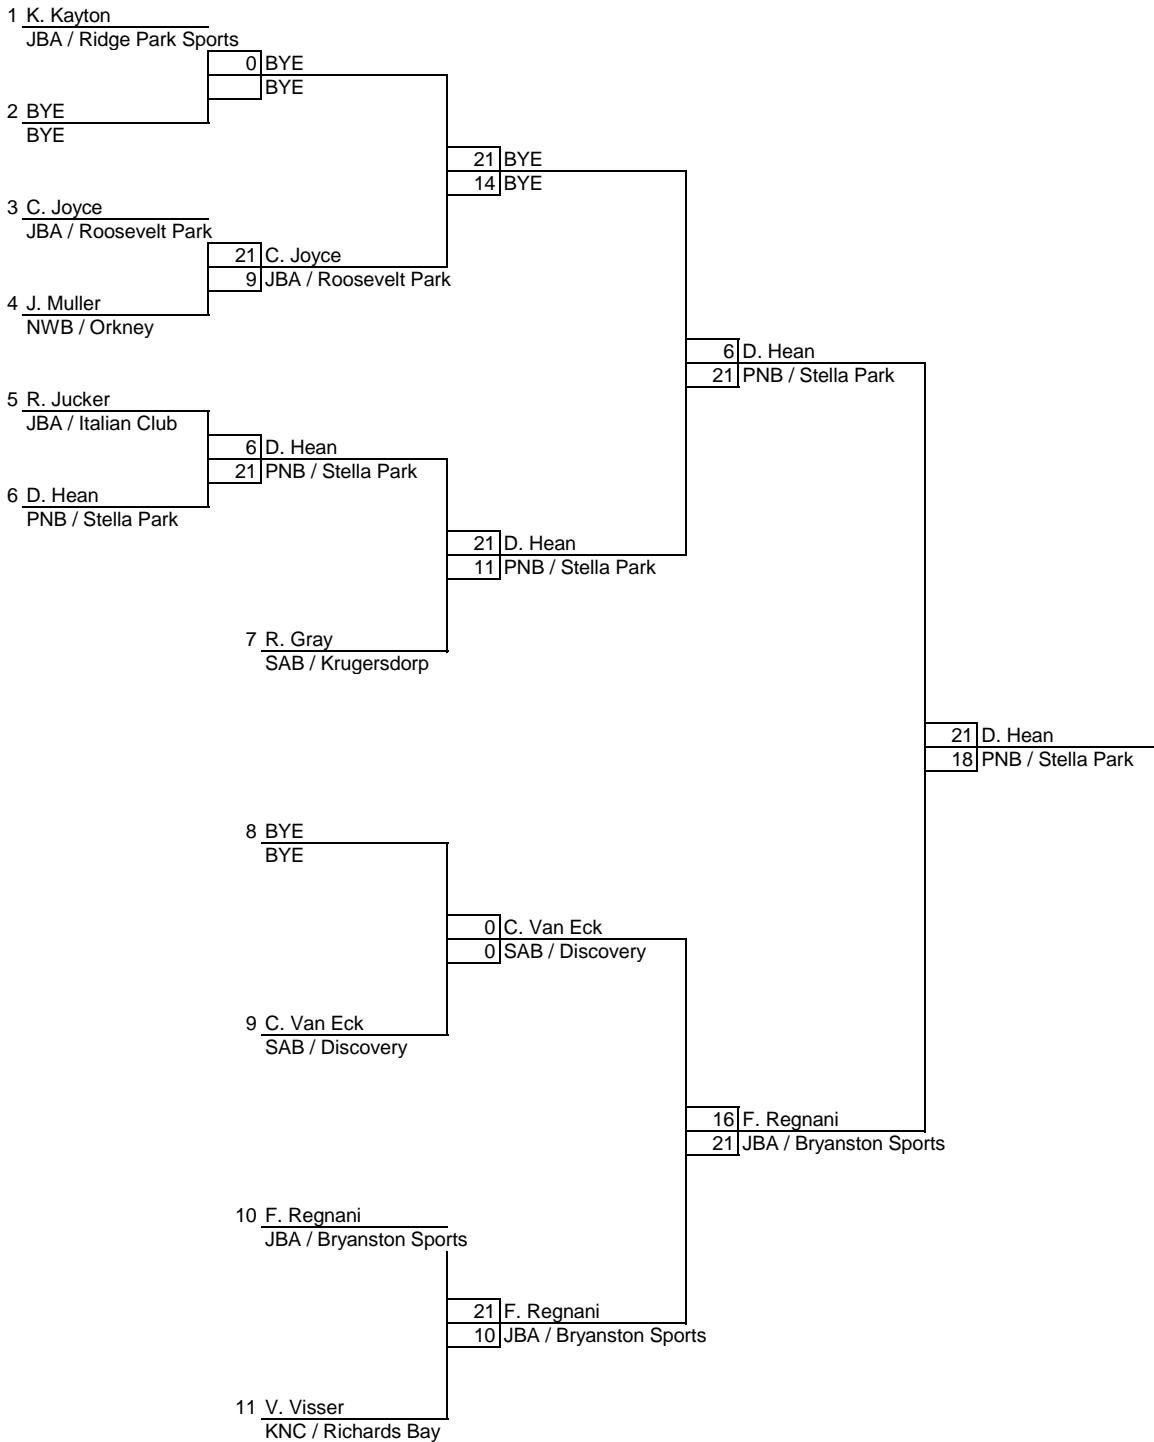 1 K. Kayton
JBA / Ridge Park Sports
0 BYE
BYE
2 BYE
BYE
21 BYE
14 BYE
3 C. Joyce
JBA / Roosevelt Park
21 C. Joyce
9 JBA / Roosevelt Park
4 J. Muller
NWB / Orkney
6 D. Hean
21 PNB / Stella Park
5 R. Jucker
JBA / Italian Club
6 D. Hean
21 PNB / Stella Park
6 D. Hean
PNB / Stella Park
21 D. Hean
11 PNB / Stella Park
7 R. Gray
SAB / Krugersdorp
21 D. Hean
18 PNB / Stella Park
8 BYE
BYE
0 C. Van Eck
0 SAB / Discovery
9 C. Van Eck
SAB / Discovery
16 F. Regnani
21 JBA / Bryanston Sports
10 F. Regnani
JBA / Bryanston Sports
21 F. Regnani
10 JBA / Bryanston Sports
11 V. Visser
KNC / Richards Bay